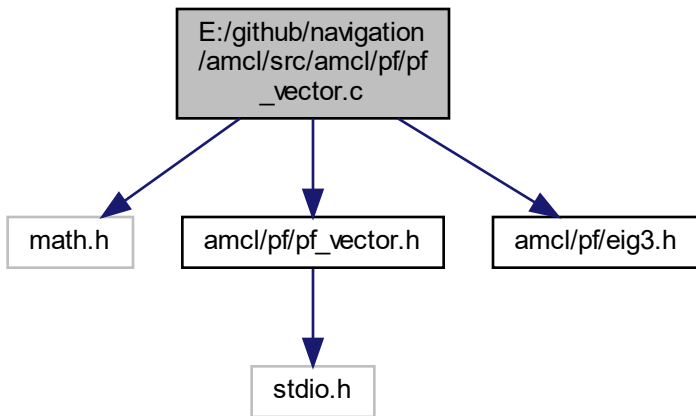 E:/github/navigation
/amcl/src/amcl/pf/pf
_vector.c
math.h
amcl/pf/pf_vector.h
amcl/pf/eig3.h
stdio.h